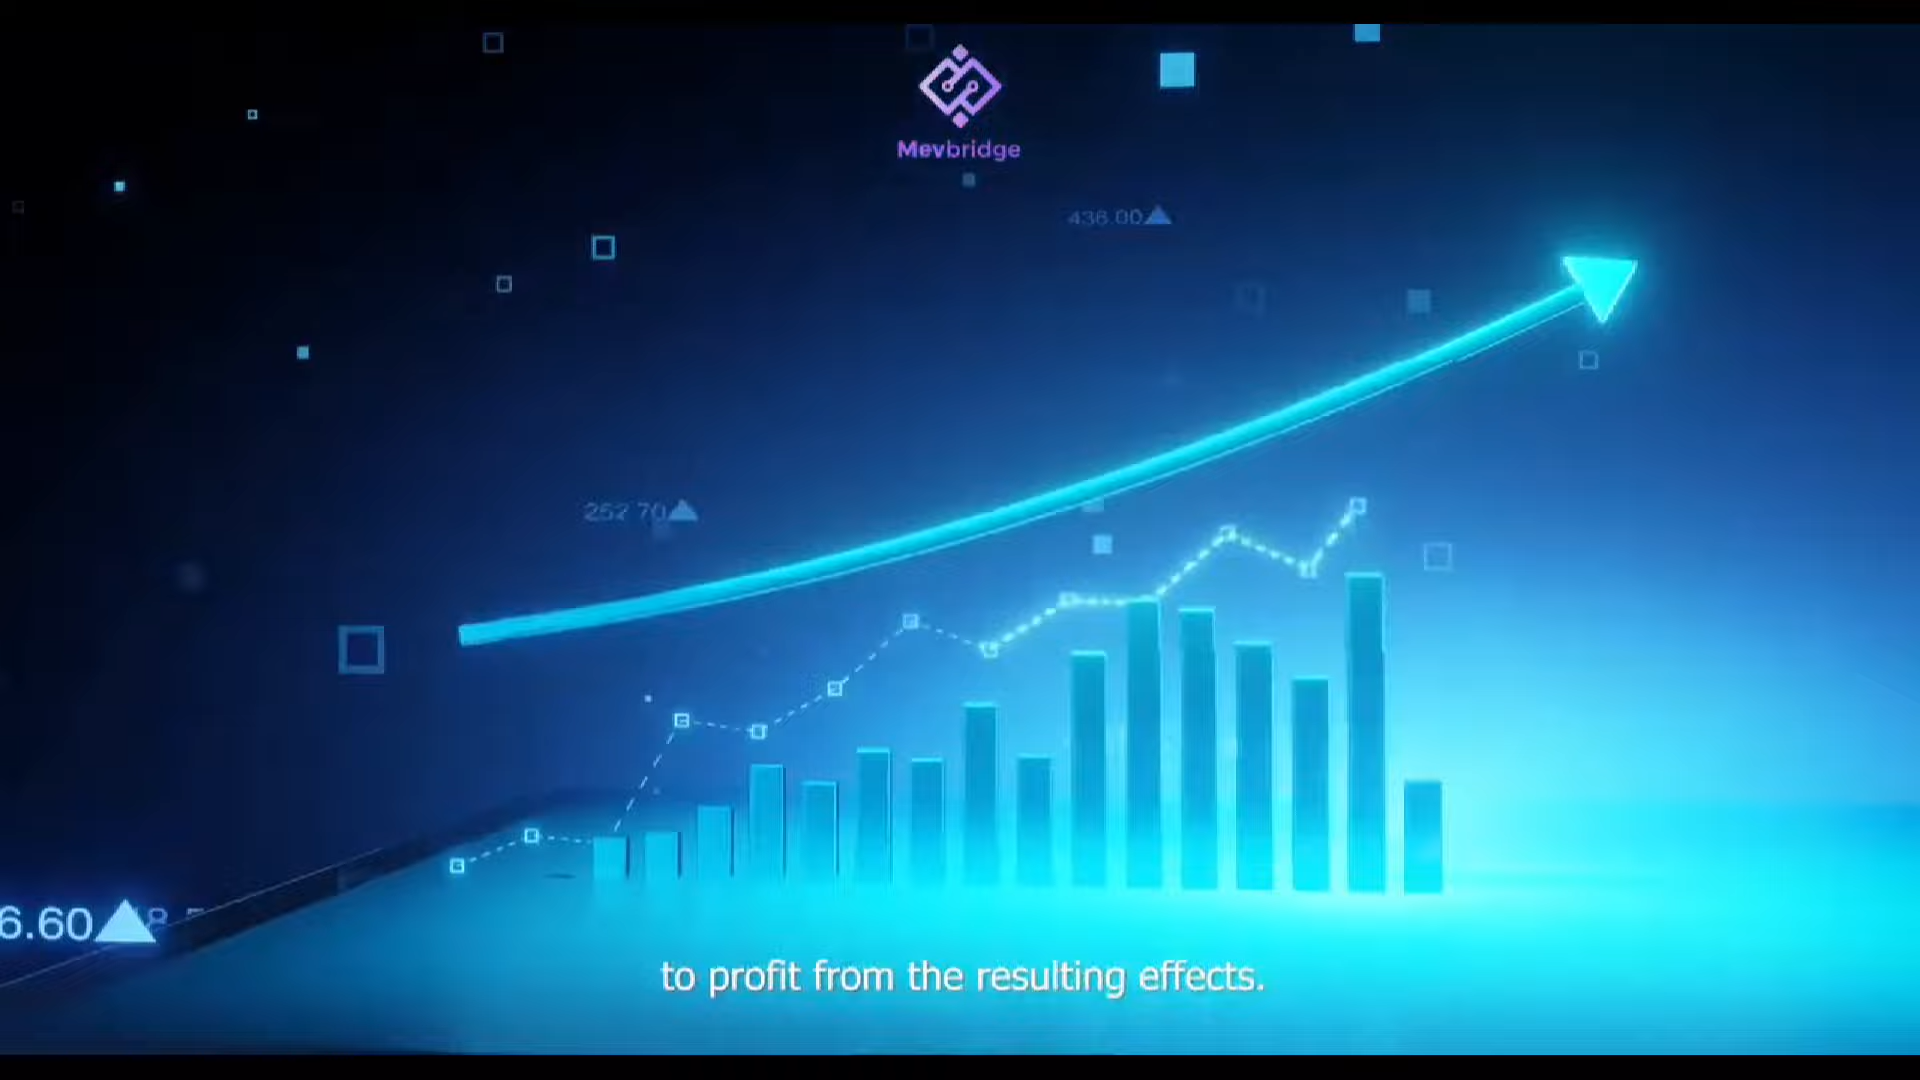 Mevbridge
436.00
252 70
6.60
to profit from the resulting effects.